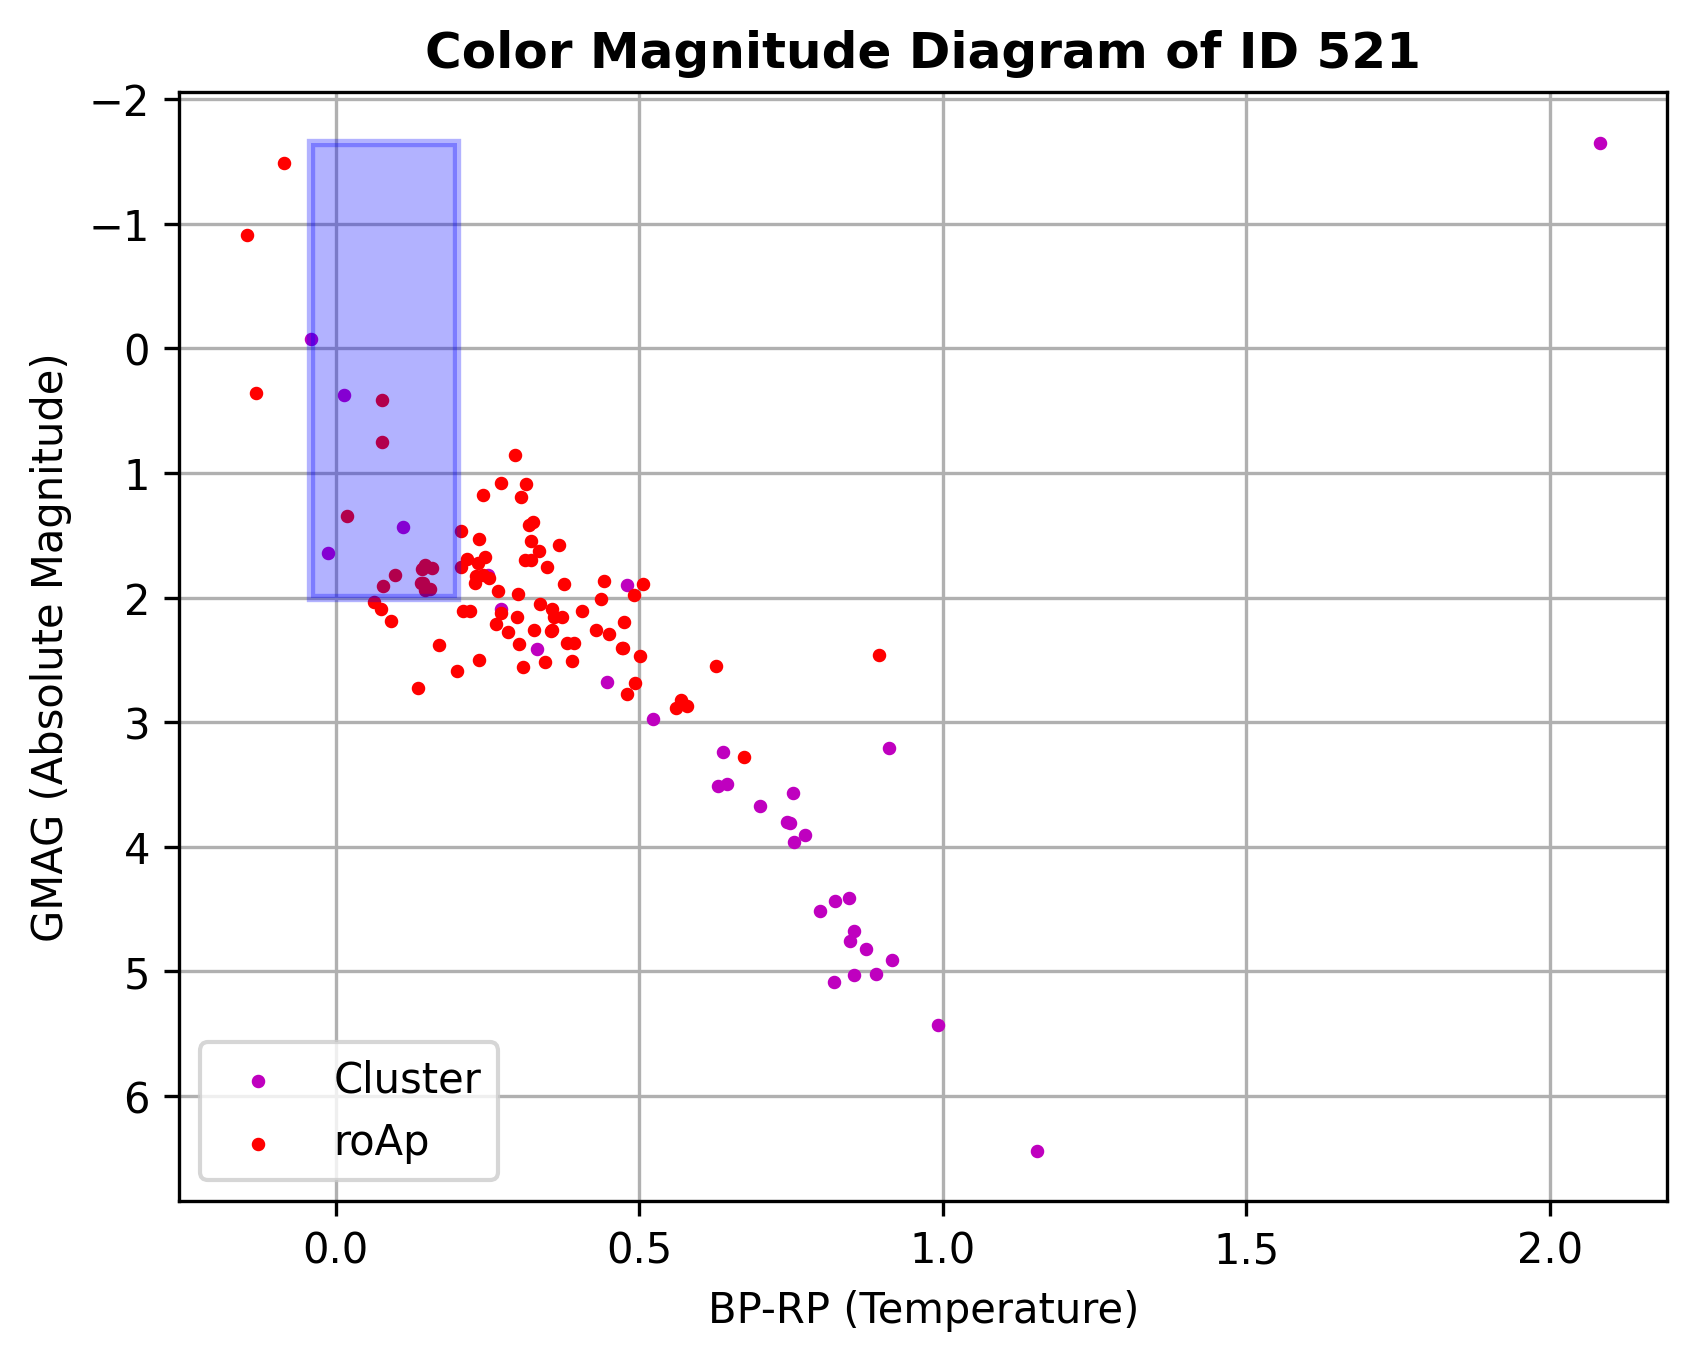 Color Magnitude Diagram of ID 521
−2
−1
0
1
2
3
4
5
6
GMAG (Absolute Magnitude)
Cluster
roAp
0.0 0.5 1.0 1.5 2.0
BP-RP (Temperature)